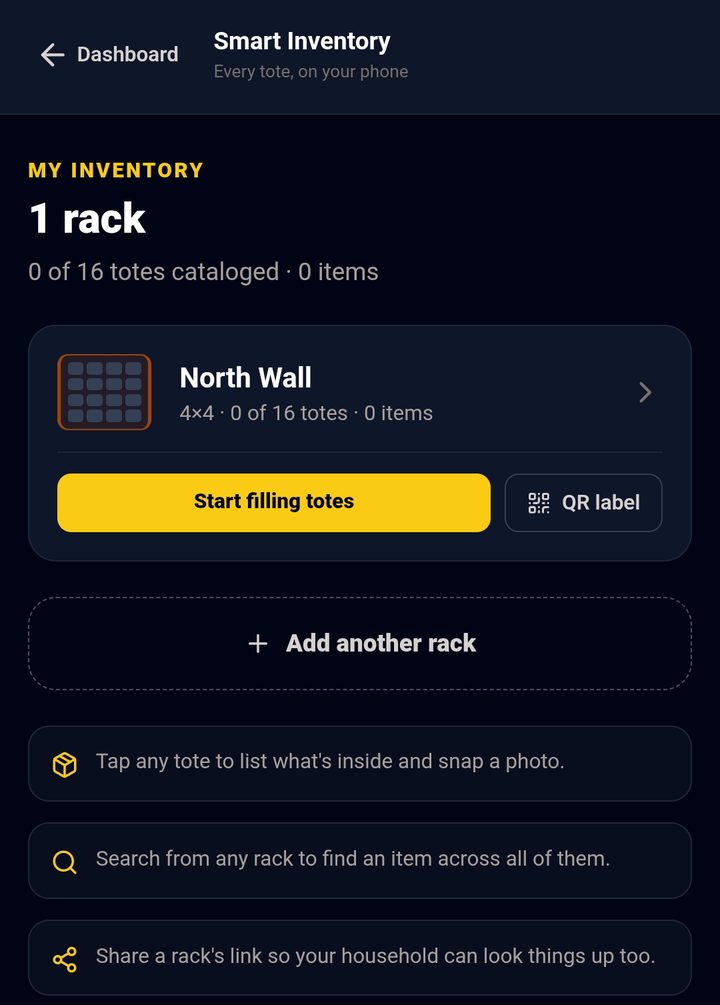 Dashboard
Smart Inventory
Every tote, on your phone
MY INVENTORY
1 rack
0 of 16 totes cataloged · 0 items
North Wall
4×4 · 0 of 16 totes · 0 items
Start filling totes
QR label
Add another rack
Tap any tote to list what's inside and snap a photo.
Search from any rack to find an item across all of them.
Share a rack's link so your household can look things up too.